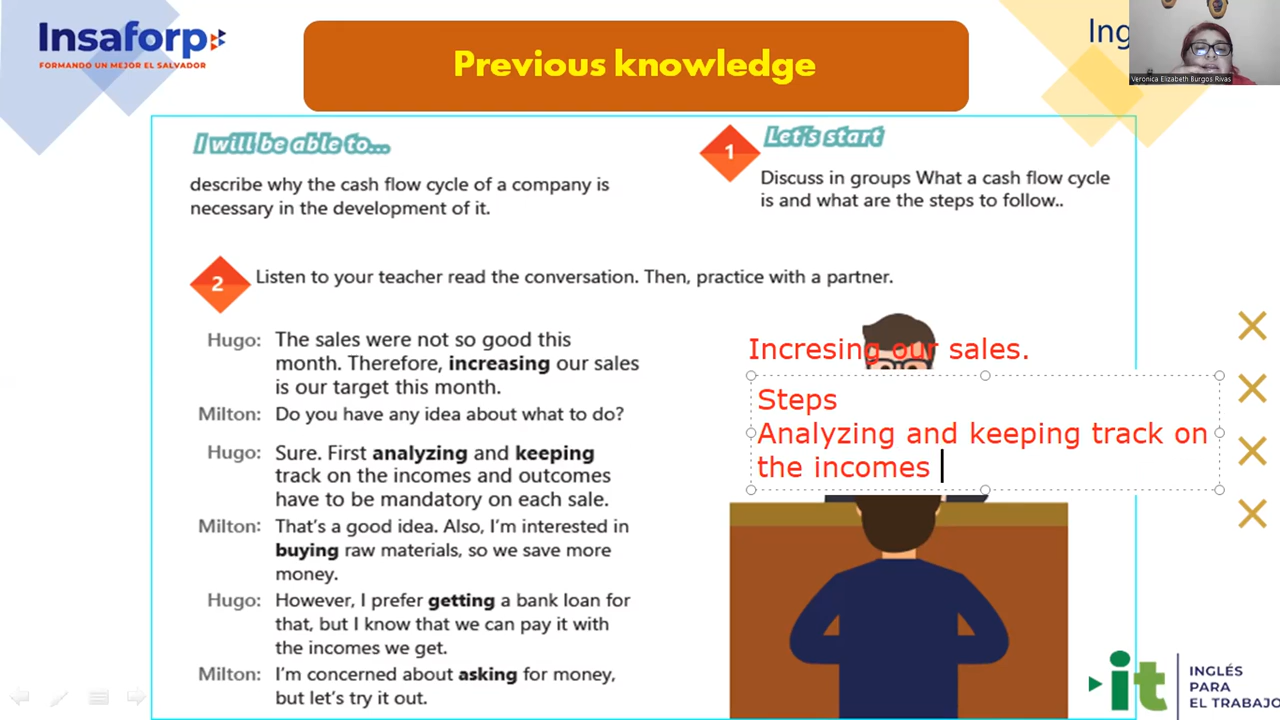 Insaforp
FORMANDO UN MEJOR EL SALVADOR
Previous knowledge
Ing
Veronica Elizabeth Burgos Rivas
I will be able to...
describe why the cash flow cycle of a company is
necessary in the development of it.
1
Let's start
Discuss in groups What a cash flow cycle
is and what are the steps to follow..
2
Listen to your teacher read the conversation. Then, practice with a partner.
Hugo: The sales were not so good this
month. Therefore, increasing our sales
is our target this month.
Milton: Do you have any idea about what to do?
Hugo: Sure. First analyzing and keeping
track on the incomes and outcomes
have to be mandatory on each sale.
Milton: That's a good idea. Also, I'm interested in
buying raw materials, so we save more
money.
Hugo: However, I prefer getting a bank loan for
that, but I know that we can pay it with
the incomes we get.
Milton: I'm concerned about asking for money,
but let's try it out.
Incresing our sales.
Steps
Analyzing and keeping track on
the incomes
it
INGLÉS
PARA
EL TRABAJO